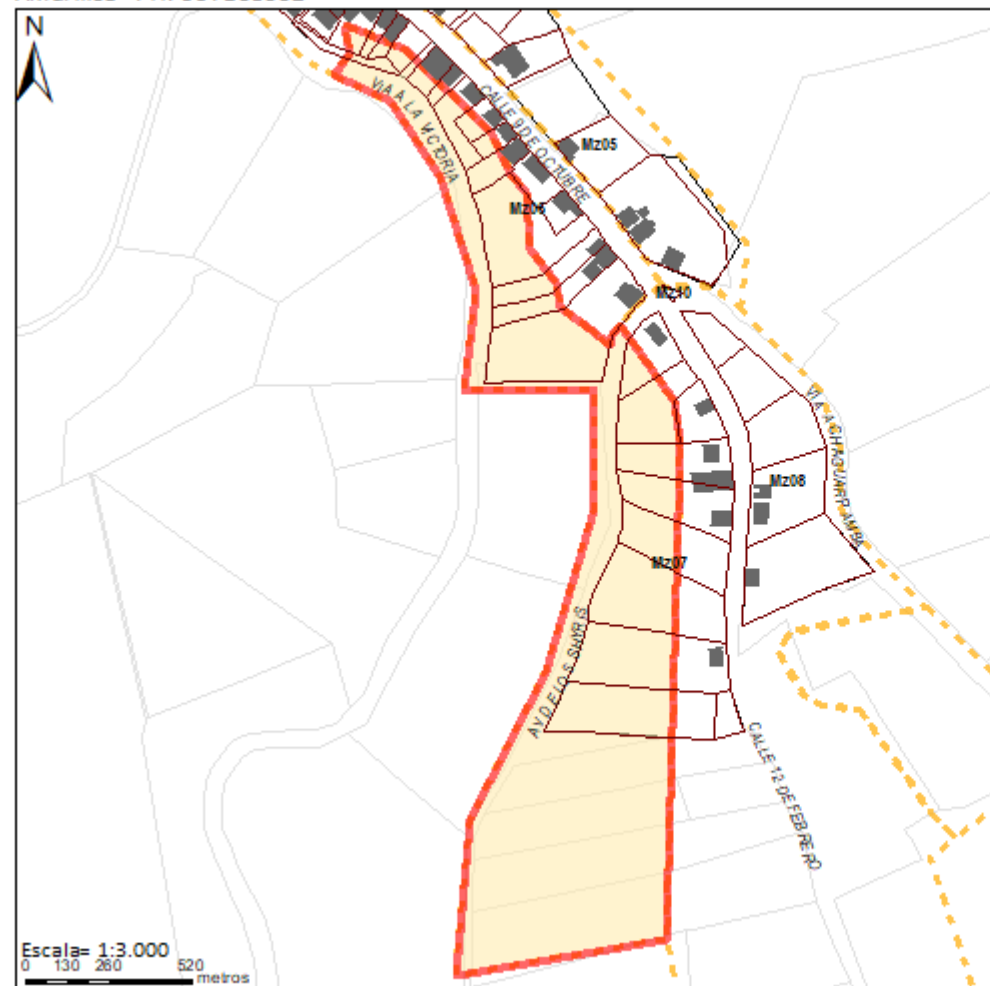 N
VIA A LA VICTORIA
CALLE 9 DE OCTUBRE
Mz05
Mz06
Mz10
VIA A CHAGUARPAMBA
Mz08
Mz07
AV. DE LOS SHYRIS
CALLE 12 DE FEBRERO
Escala= 1:3.000
0 130 260 520
metros